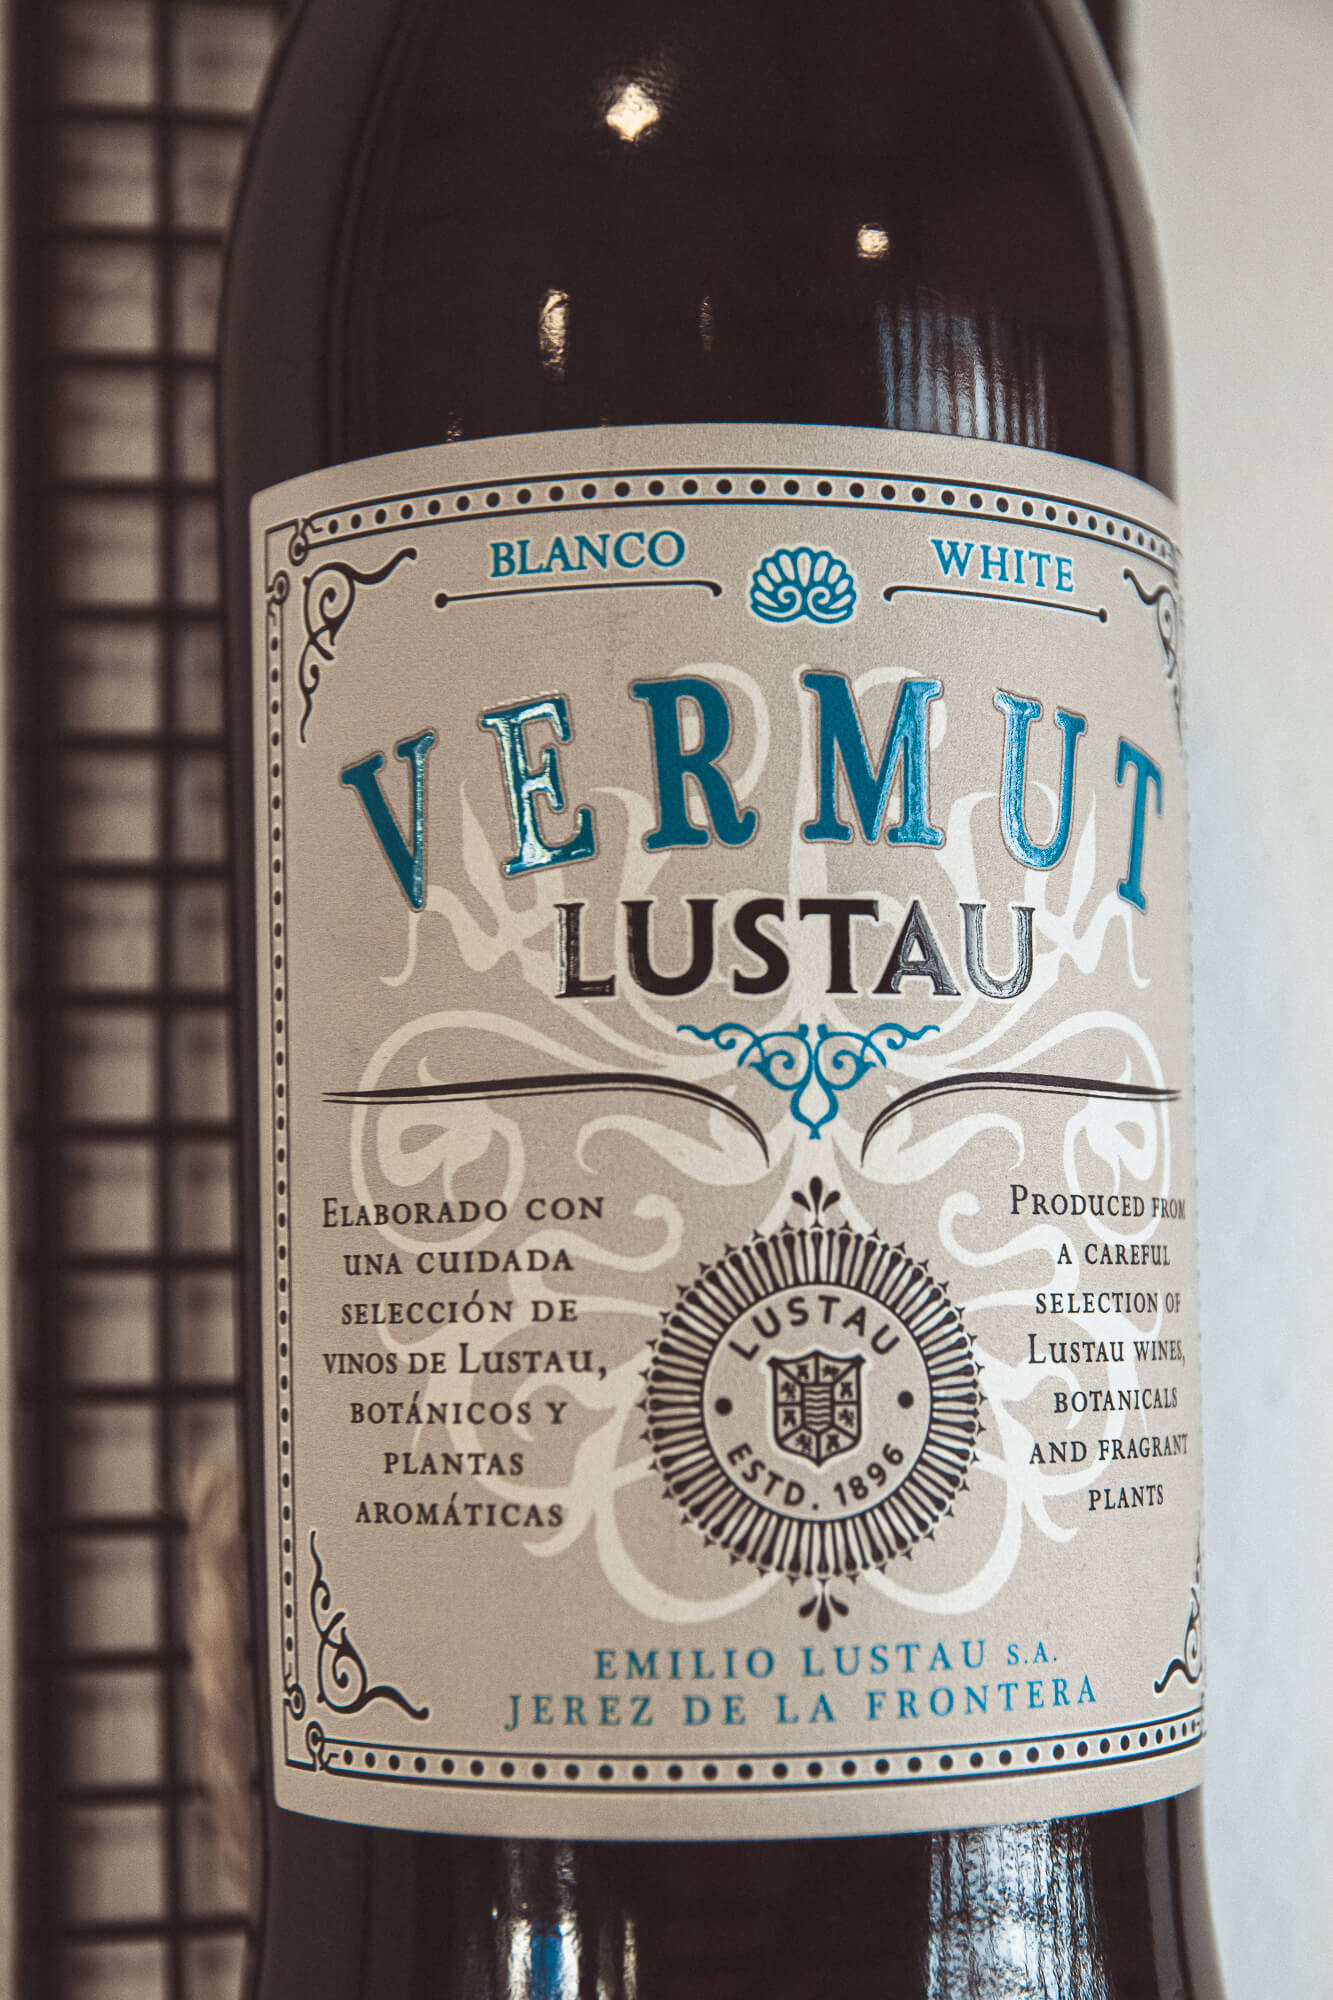 BLANCO WHITE
VERMUT
LUSTAU
ELABORADO CON
UNA CUIDADA
SELECCIÓN DE
VINOS DE LUSTAU,
BOTÁNICOS Y
PLANTAS
AROMÁTICAS
LUSTAU
ESTD. 1896
PRODUCED FROM
A CAREFUL
SELECTION OF
LUSTAU WINES,
BOTANICALS
AND FRAGRANT
PLANTS
EMILIO LUSTAU S.A.
JEREZ DE LA FRONTERA